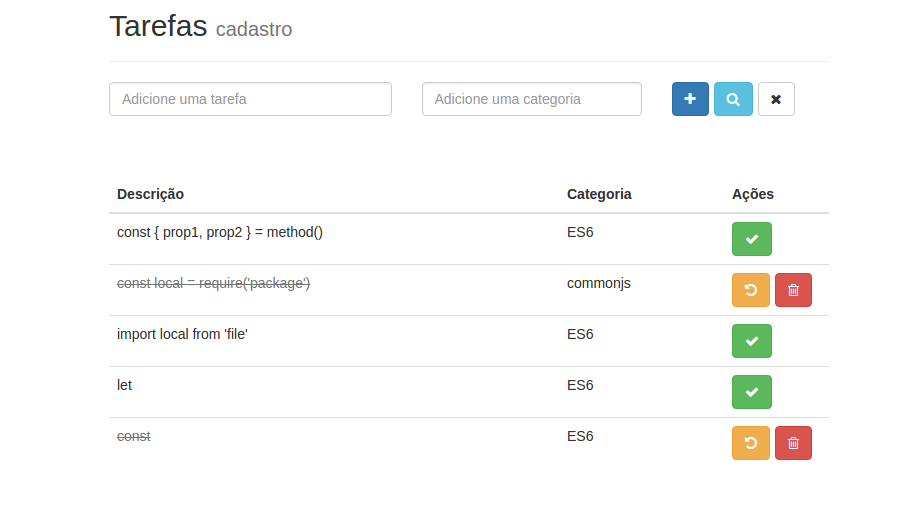 Tarefas cadastro
Adicione uma tarefa Adicione uma categoria
Descrição Categoria Ações
const { prop1, prop2 } = method() ES6
const local = require('package') commonjs
import local from 'file' ES6
let ES6
const ES6